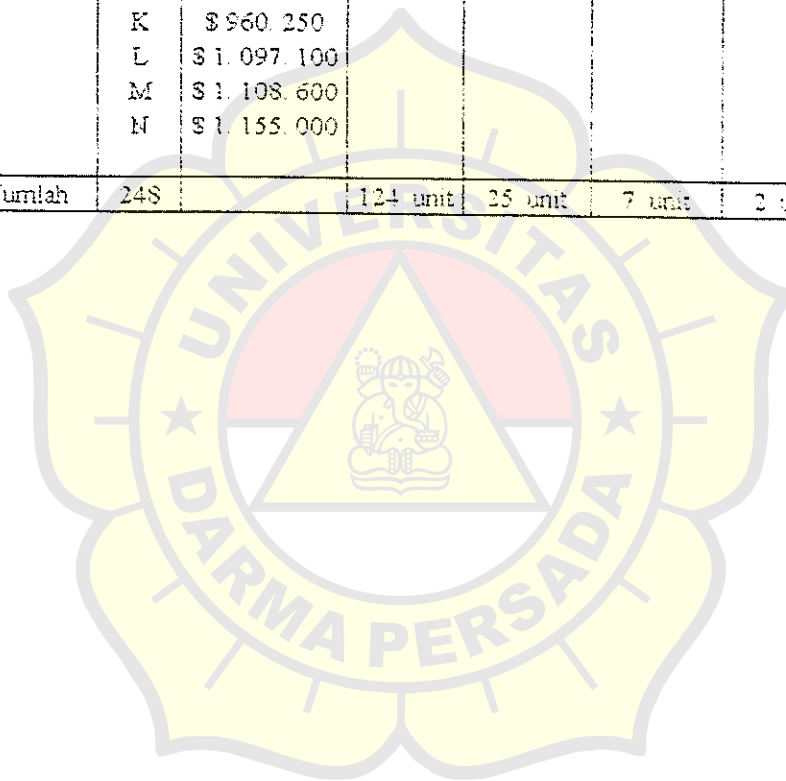 K $ 960. 250
L $ 1. 097. 100
M $ 1. 108. 600
N $ 1. 155. 000
Jumlah 248 124 unit 25 unit 7 unit 2
UNIVERSITAS
DARMA PERSADA